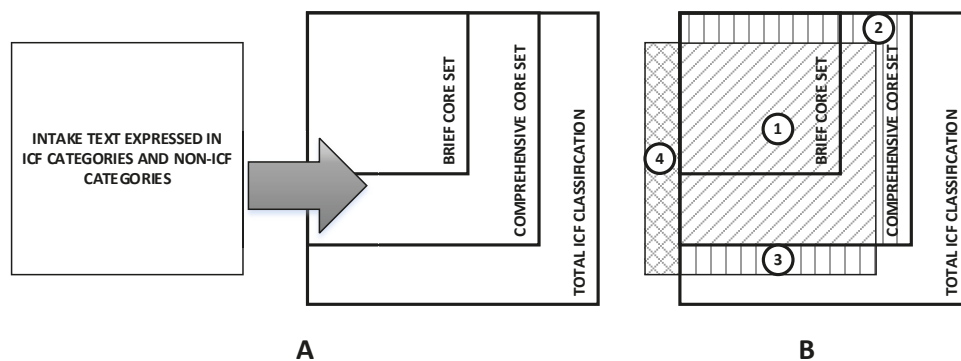 INTAKE TEXT EXPRESSED IN
ICF CATEGORIES AND NON-ICF
CATEGORIES
BRIEF CORE SET
COMPREHENSIVE CORE SET
TOTAL ICF CLASSIFICATION
A
2
1
4
3
BRIEF CORE SET
COMPREHENSIVE CORE SET
TOTAL ICF CLASSIFICATION
B